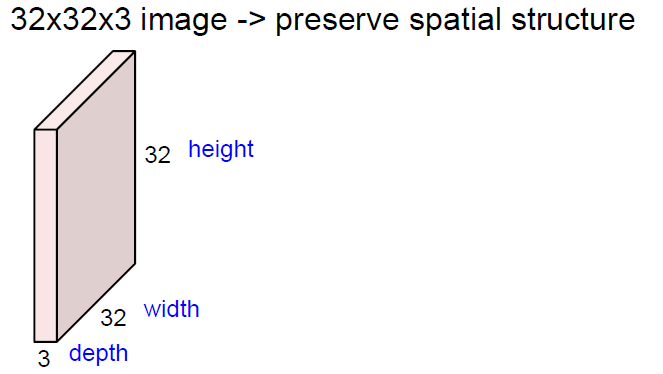 32x32x3 image -> preserve spatial structure
32 height
32 width
3 depth